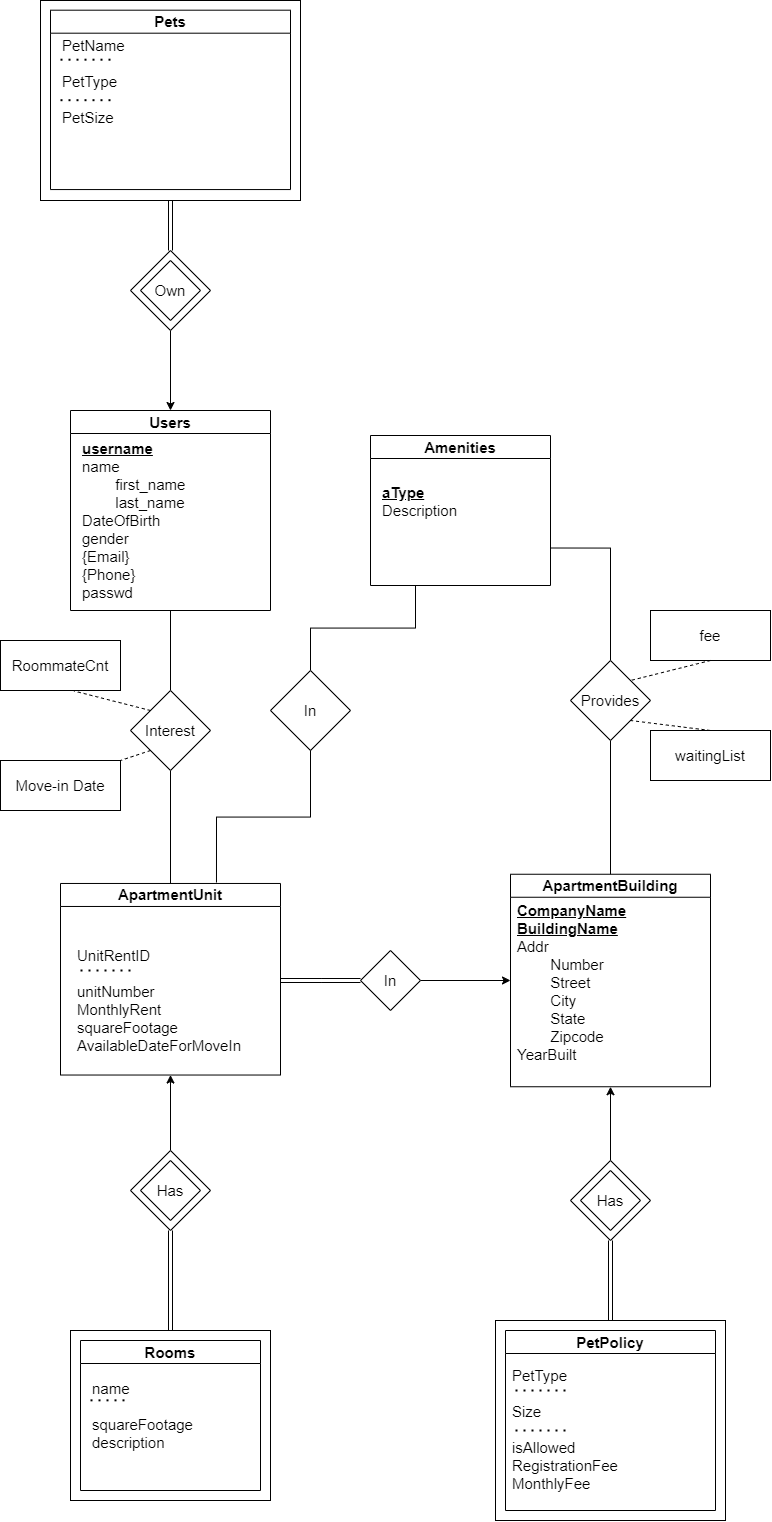 Pets
PetName
PetType
PetSize
Own
Users
username
name
first_name
last_name
DateOfBirth
gender
{Email}
{Phone}
passwd
Amenities
aType
Description
RoommateCnt
Interest
Move-in Date
In
fee
Provides
waitingList
ApartmentUnit
UnitRentID
unitNumber
MonthlyRent
squareFootage
AvailableDateForMoveIn
In
ApartmentBuilding
CompanyName
BuildingName
Addr
Number
Street
City
State
Zipcode
YearBuilt
Has
Has
Rooms
name
squareFootage
description
PetPolicy
PetType
Size
isAllowed
RegistrationFee
MonthlyFee